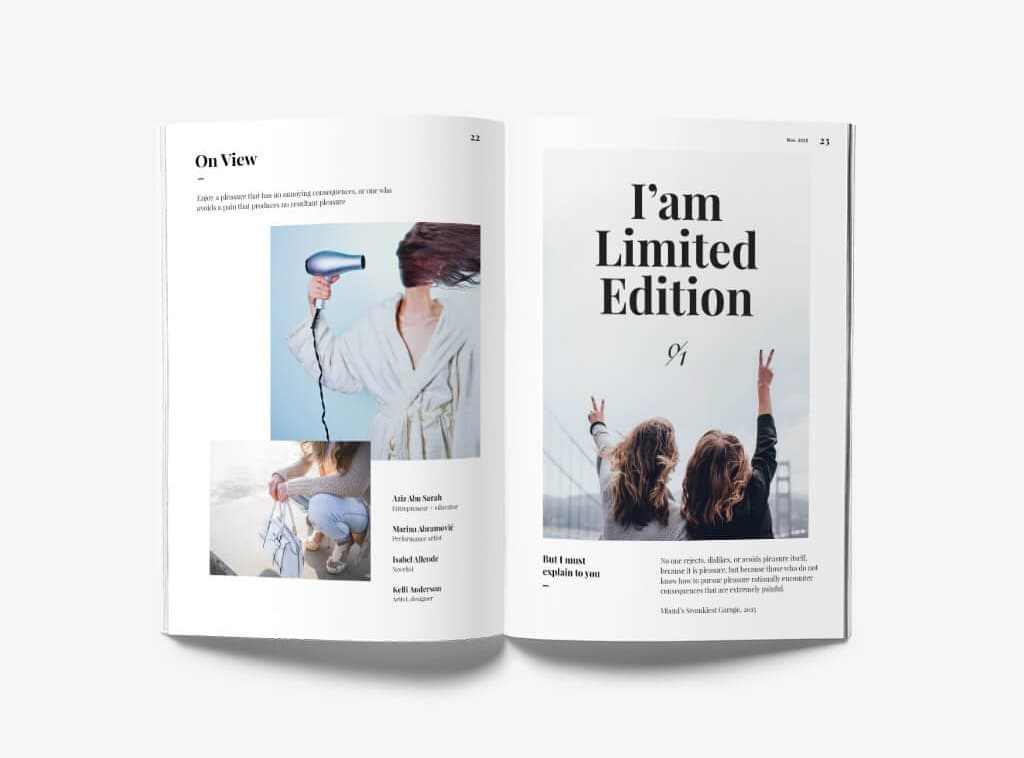 22
On View
Enjoy a pleasure that has no annoying consequences, or one who
avoids a pain that produces no resultant pleasure
Aziz Abu Sarah
Entrepreneur + educator
Marina Abramović
Performance artist
Isabel Allende
Novelist
Kelli Anderson
Artist, designer
Nov. 2015 23
I'am
Limited
Edition
0/1
But I must
explain to you
No one rejects, dislikes, or avoids pleasure itself,
because it is pleasure, but because those who do not
know how to pursue pleasure rationally encounter
consequences that are extremely painful.
Miami's Swankiest Garage, 2015